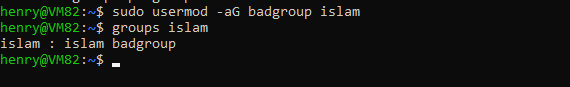 henry@VM82:~$ sudo usermod -aG badgroup islam
henry@VM82:~$ groups islam
islam : islam badgroup
henry@VM82:~$